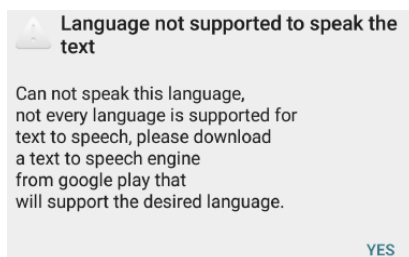 Language not supported to speak the
text
Can not speak this language,
not every language is supported for
text to speech, please download
a text to speech engine
from google play that
will support the desired language.
YES